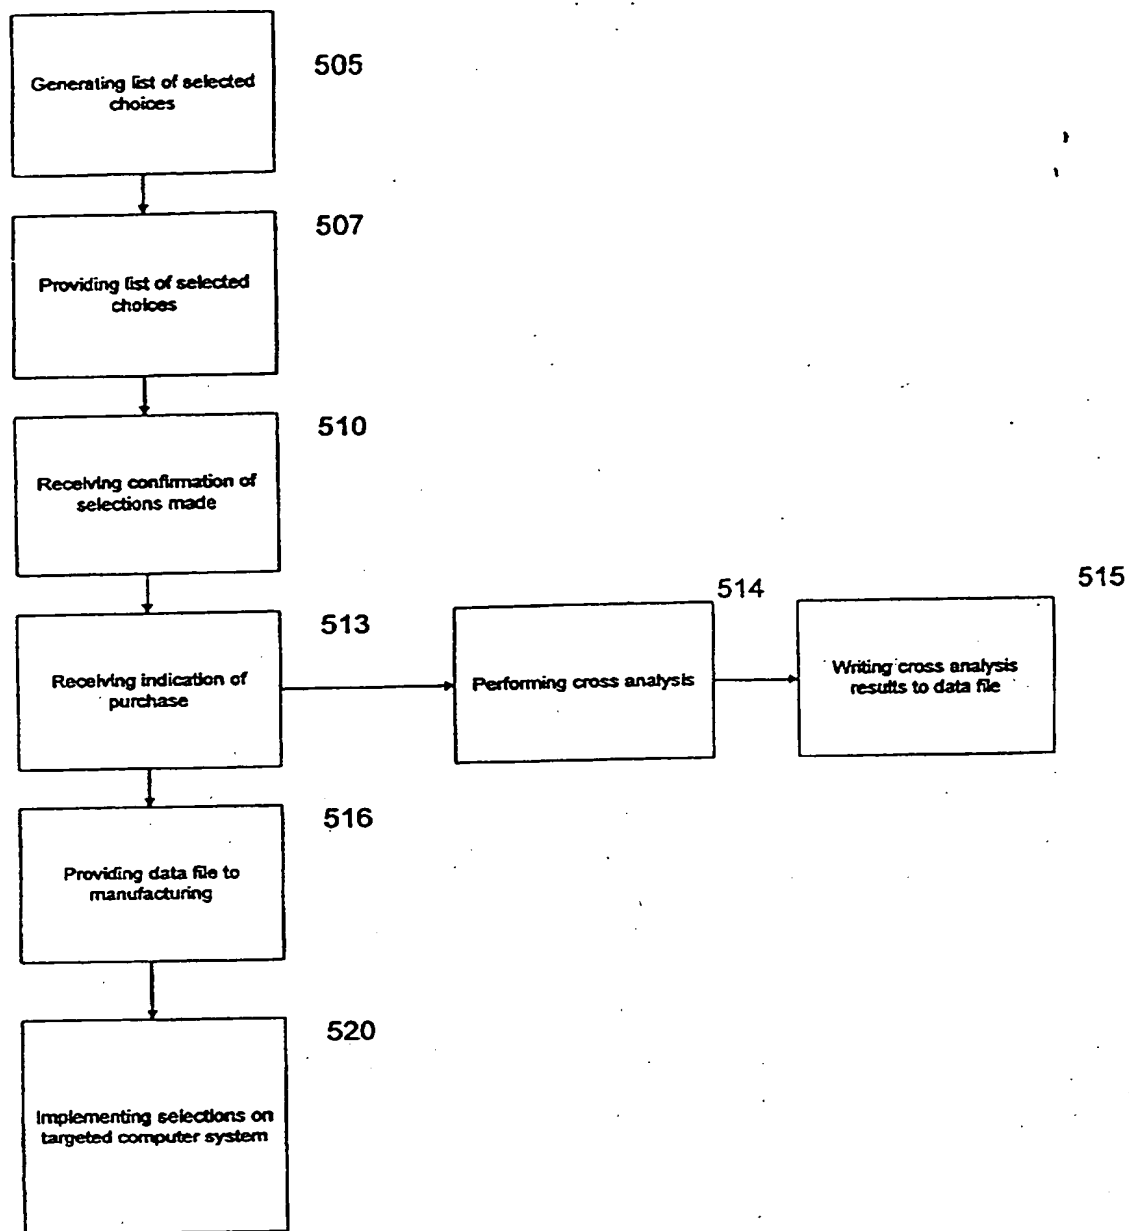 Generating list of selected
choices
505
Providing list of selected
choices
507
Receiving confirmation of
selections made
510
Receiving indication of
purchase
513
Performing cross analysis
514
Writing cross analysis
results to data file
515
Providing data file to
manufacturing
516
Implementing selections on
targeted computer system
520